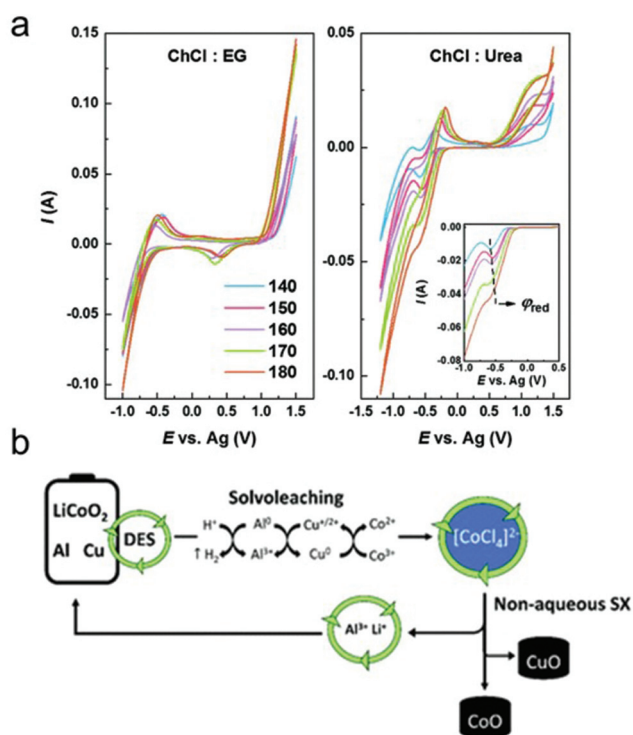 a
ChCl : EG
I (A)
0.15
0.10
0.05
0.00
-0.05
-0.10
140
150
160
170
180
-1.0 -0.5 0.0 0.5 1.0 1.5
E vs. Ag (V)
ChCl : Urea
I (A)
0.05
0.00
-0.05
-0.10
-1.0 -0.5 0.0 0.5 1.0 1.5
E vs. Ag (V)
I (A)
0.00
-0.02
-0.04
-0.06
-0.08
φred
-1.0 -0.5 0.0 0.5
E vs. Ag (V)
b
LiCoO₂
Al Cu
DES
Solvoleaching
H⁺ Al⁰ Cu⁺/²⁺ Co²⁺
↑ H₂ Al³⁺ Cu⁰ Co³⁺
[CoCl₄]²⁻
Non-aqueous SX
Al³⁺ Li⁺
CuO
CoO